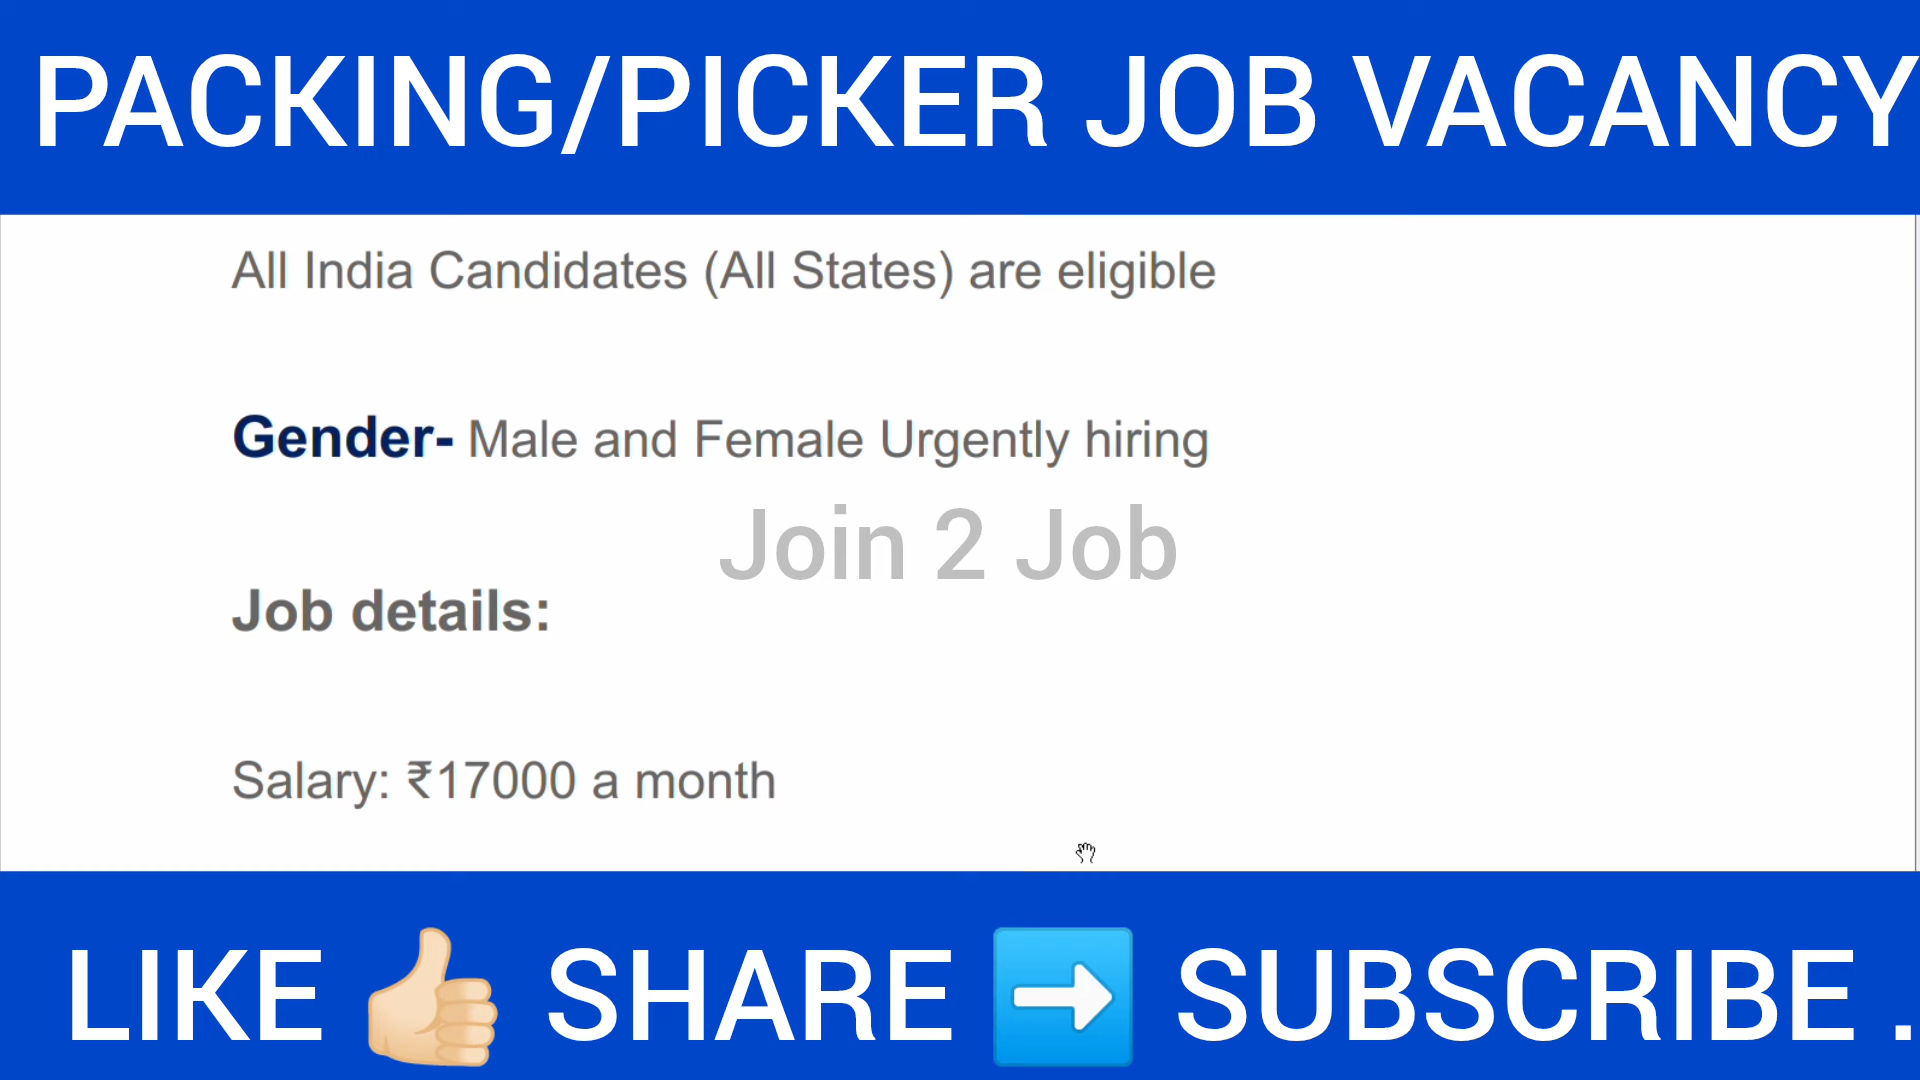 PACKING/PICKER JOB VACANCY
All India Candidates (All States) are eligible
Gender- Male and Female Urgently hiring
Join 2 Job
Job details:
Salary: ₹17000 a month
LIKE 👍🏻 SHARE ➡️ SUBSCRIBE .